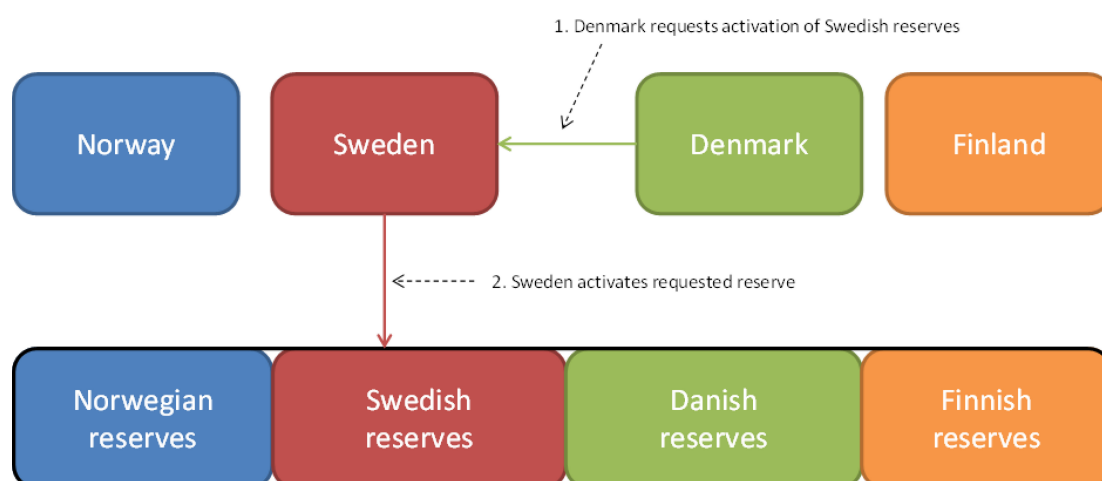 1. Denmark requests activation of Swedish reserves
Norway
Sweden
Denmark
Finland
2. Sweden activates requested reserve
Norwegian
reserves
Swedish
reserves
Danish
reserves
Finnish
reserves